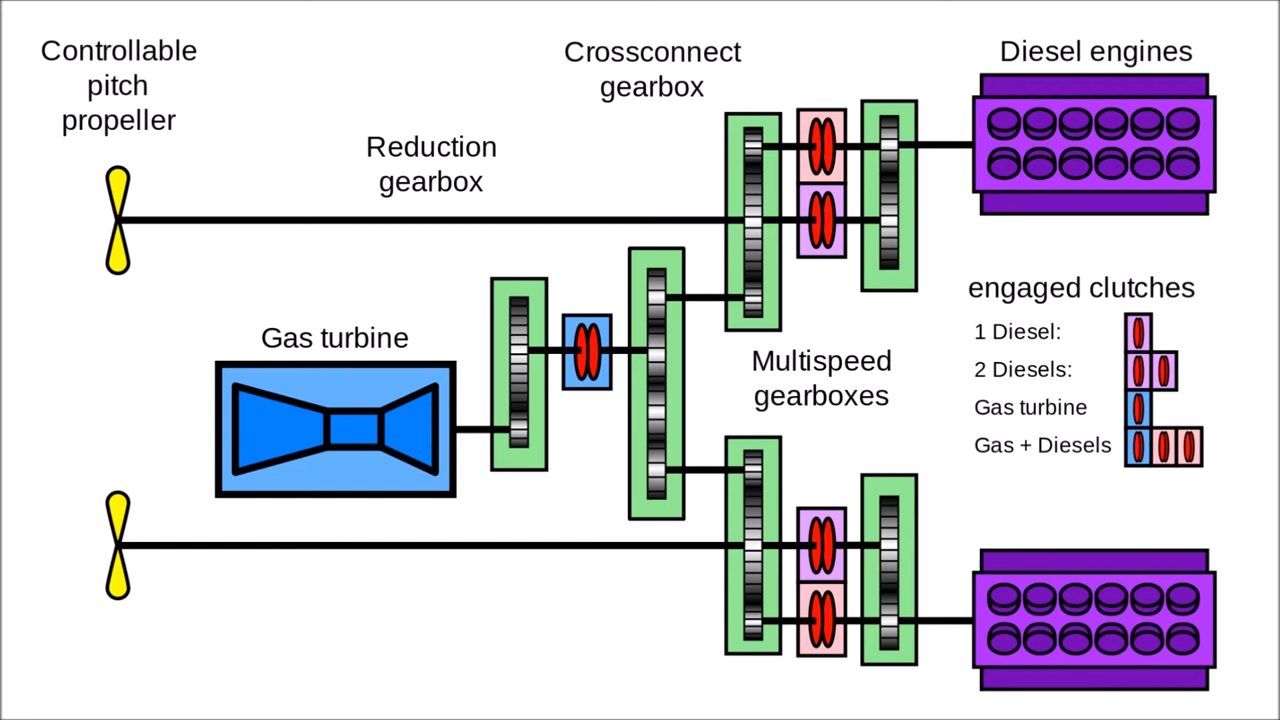 Controllable
pitch
propeller
Crossconnect
gearbox
Diesel engines
Reduction
gearbox
engaged clutches
1 Diesel:
2 Diesels:
Gas turbine
Gas + Diesels
Gas turbine
Multispeed
gearboxes